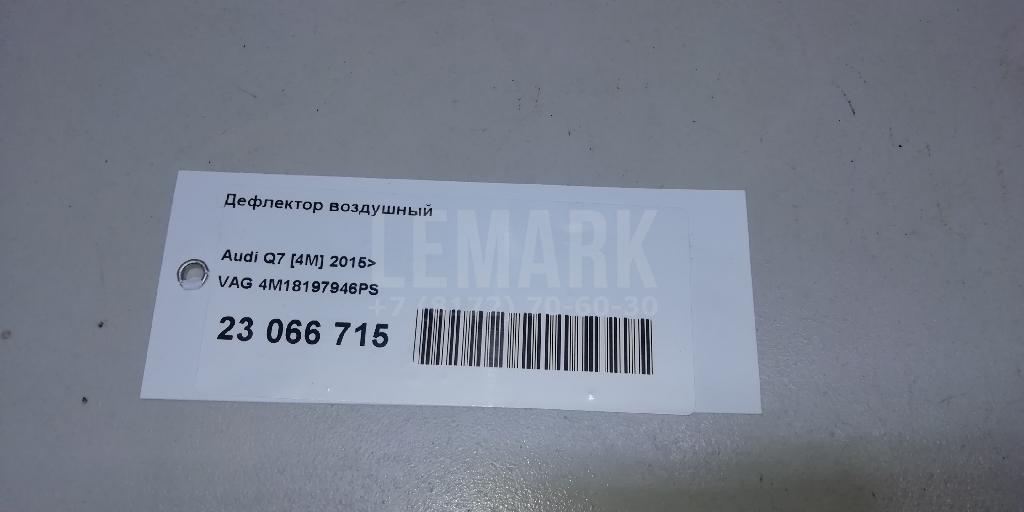 Дефлектор воздушный
LEMARK
Audi Q7 [4M] 2015>
VAG 4M18197946PS
+7 (8172) 70-60-30
23 066 715